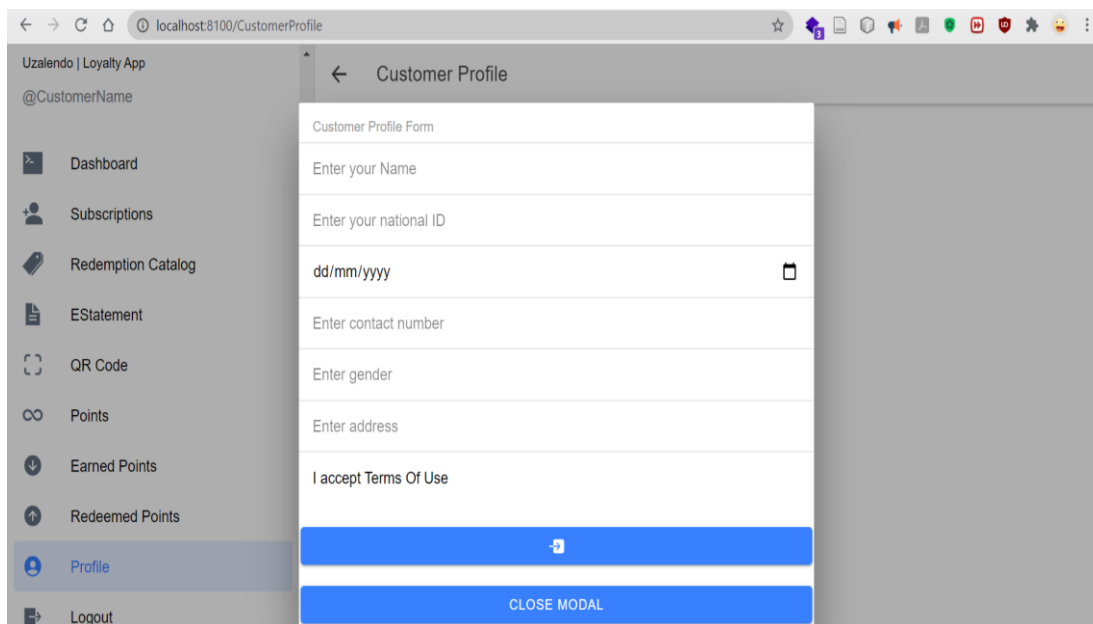 localhost:8100/CustomerProfile
3
Uzalendo | Loyalty App
@CustomerName
Dashboard
Subscriptions
Redemption Catalog
EStatement
QR Code
Points
Earned Points
Redeemed Points
Profile
Logout
Customer Profile
Customer Profile Form
Enter your Name
Enter your national ID
dd/mm/yyyy
Enter contact number
Enter gender
Enter address
I accept Terms Of Use
CLOSE MODAL